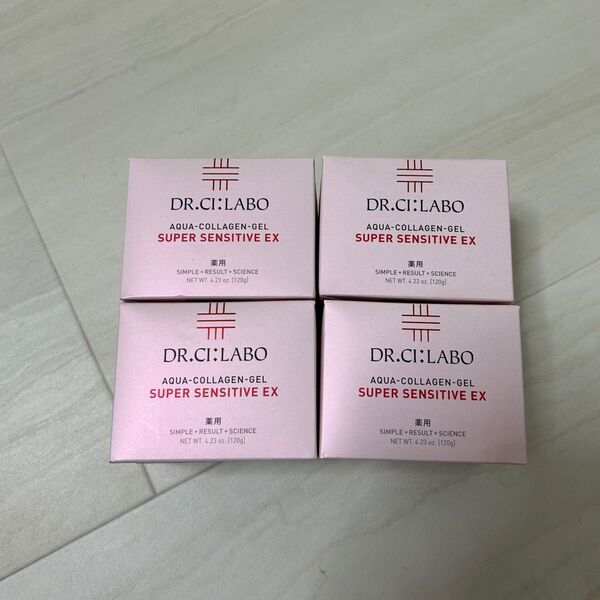 DR.CI:LABO
AQUA-COLLAGEN-GEL
SUPER SENSITIVE EX
薬用
SIMPLE + RESULT + SCIENCE
NET WT. 4.23 oz. [120g]
DR.CI:LABO
AQUA-COLLAGEN-GEL
SUPER SENSITIVE EX
薬用
SIMPLE + RESULT + SCIENCE
NET WT. 4.23 oz. [120g]
DR.CI:LABO
AQUA-COLLAGEN-GEL
SUPER SENSITIVE EX
薬用
SIMPLE + RESULT + SCIENCE
NET WT. 4.23 oz. [120g]
DR.CI:LABO
AQUA-COLLAGEN-GEL
SUPER SENSITIVE EX
薬用
SIMPLE + RESULT + SCIENCE
NET WT. 4.23 oz. [120g]